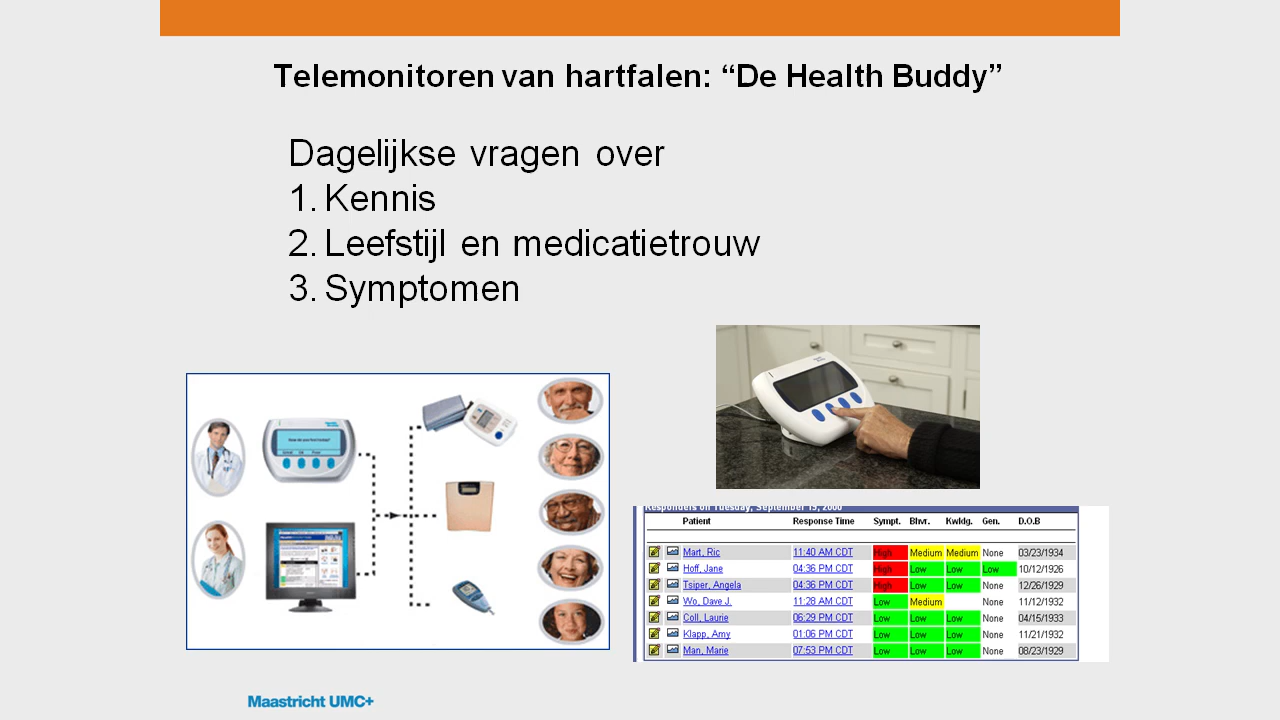 Telemonitoren van hartfalen: “De Health Buddy”
Dagelijkse vragen over
1. Kennis
2. Leefstijl en medicatietrouw
3. Symptomen
Responders on Tuesday, September 19, 2000
Patient Response Time Sympt. Bhvr. Kwldg. Gen. D.O.B
Mart, Ric 11:40 AM CDT High Medium Medium None 03/23/1934
Hoff, Jane 04:36 PM CDT High Low Low Low 10/12/1926
Tsiper, Angela 04:36 PM CDT High Low Low None 12/26/1929
Wo, Dave J. 11:28 AM CDT Low Medium None 11/12/1932
Coll, Laurie 06:29 PM CDT Low Low Low None 04/15/1933
Klapp, Amy 01:06 PM CDT Low Low Low None 11/21/1932
Man, Marie 07:53 PM CDT Low Low Low None 08/23/1929
Maastricht UMC+